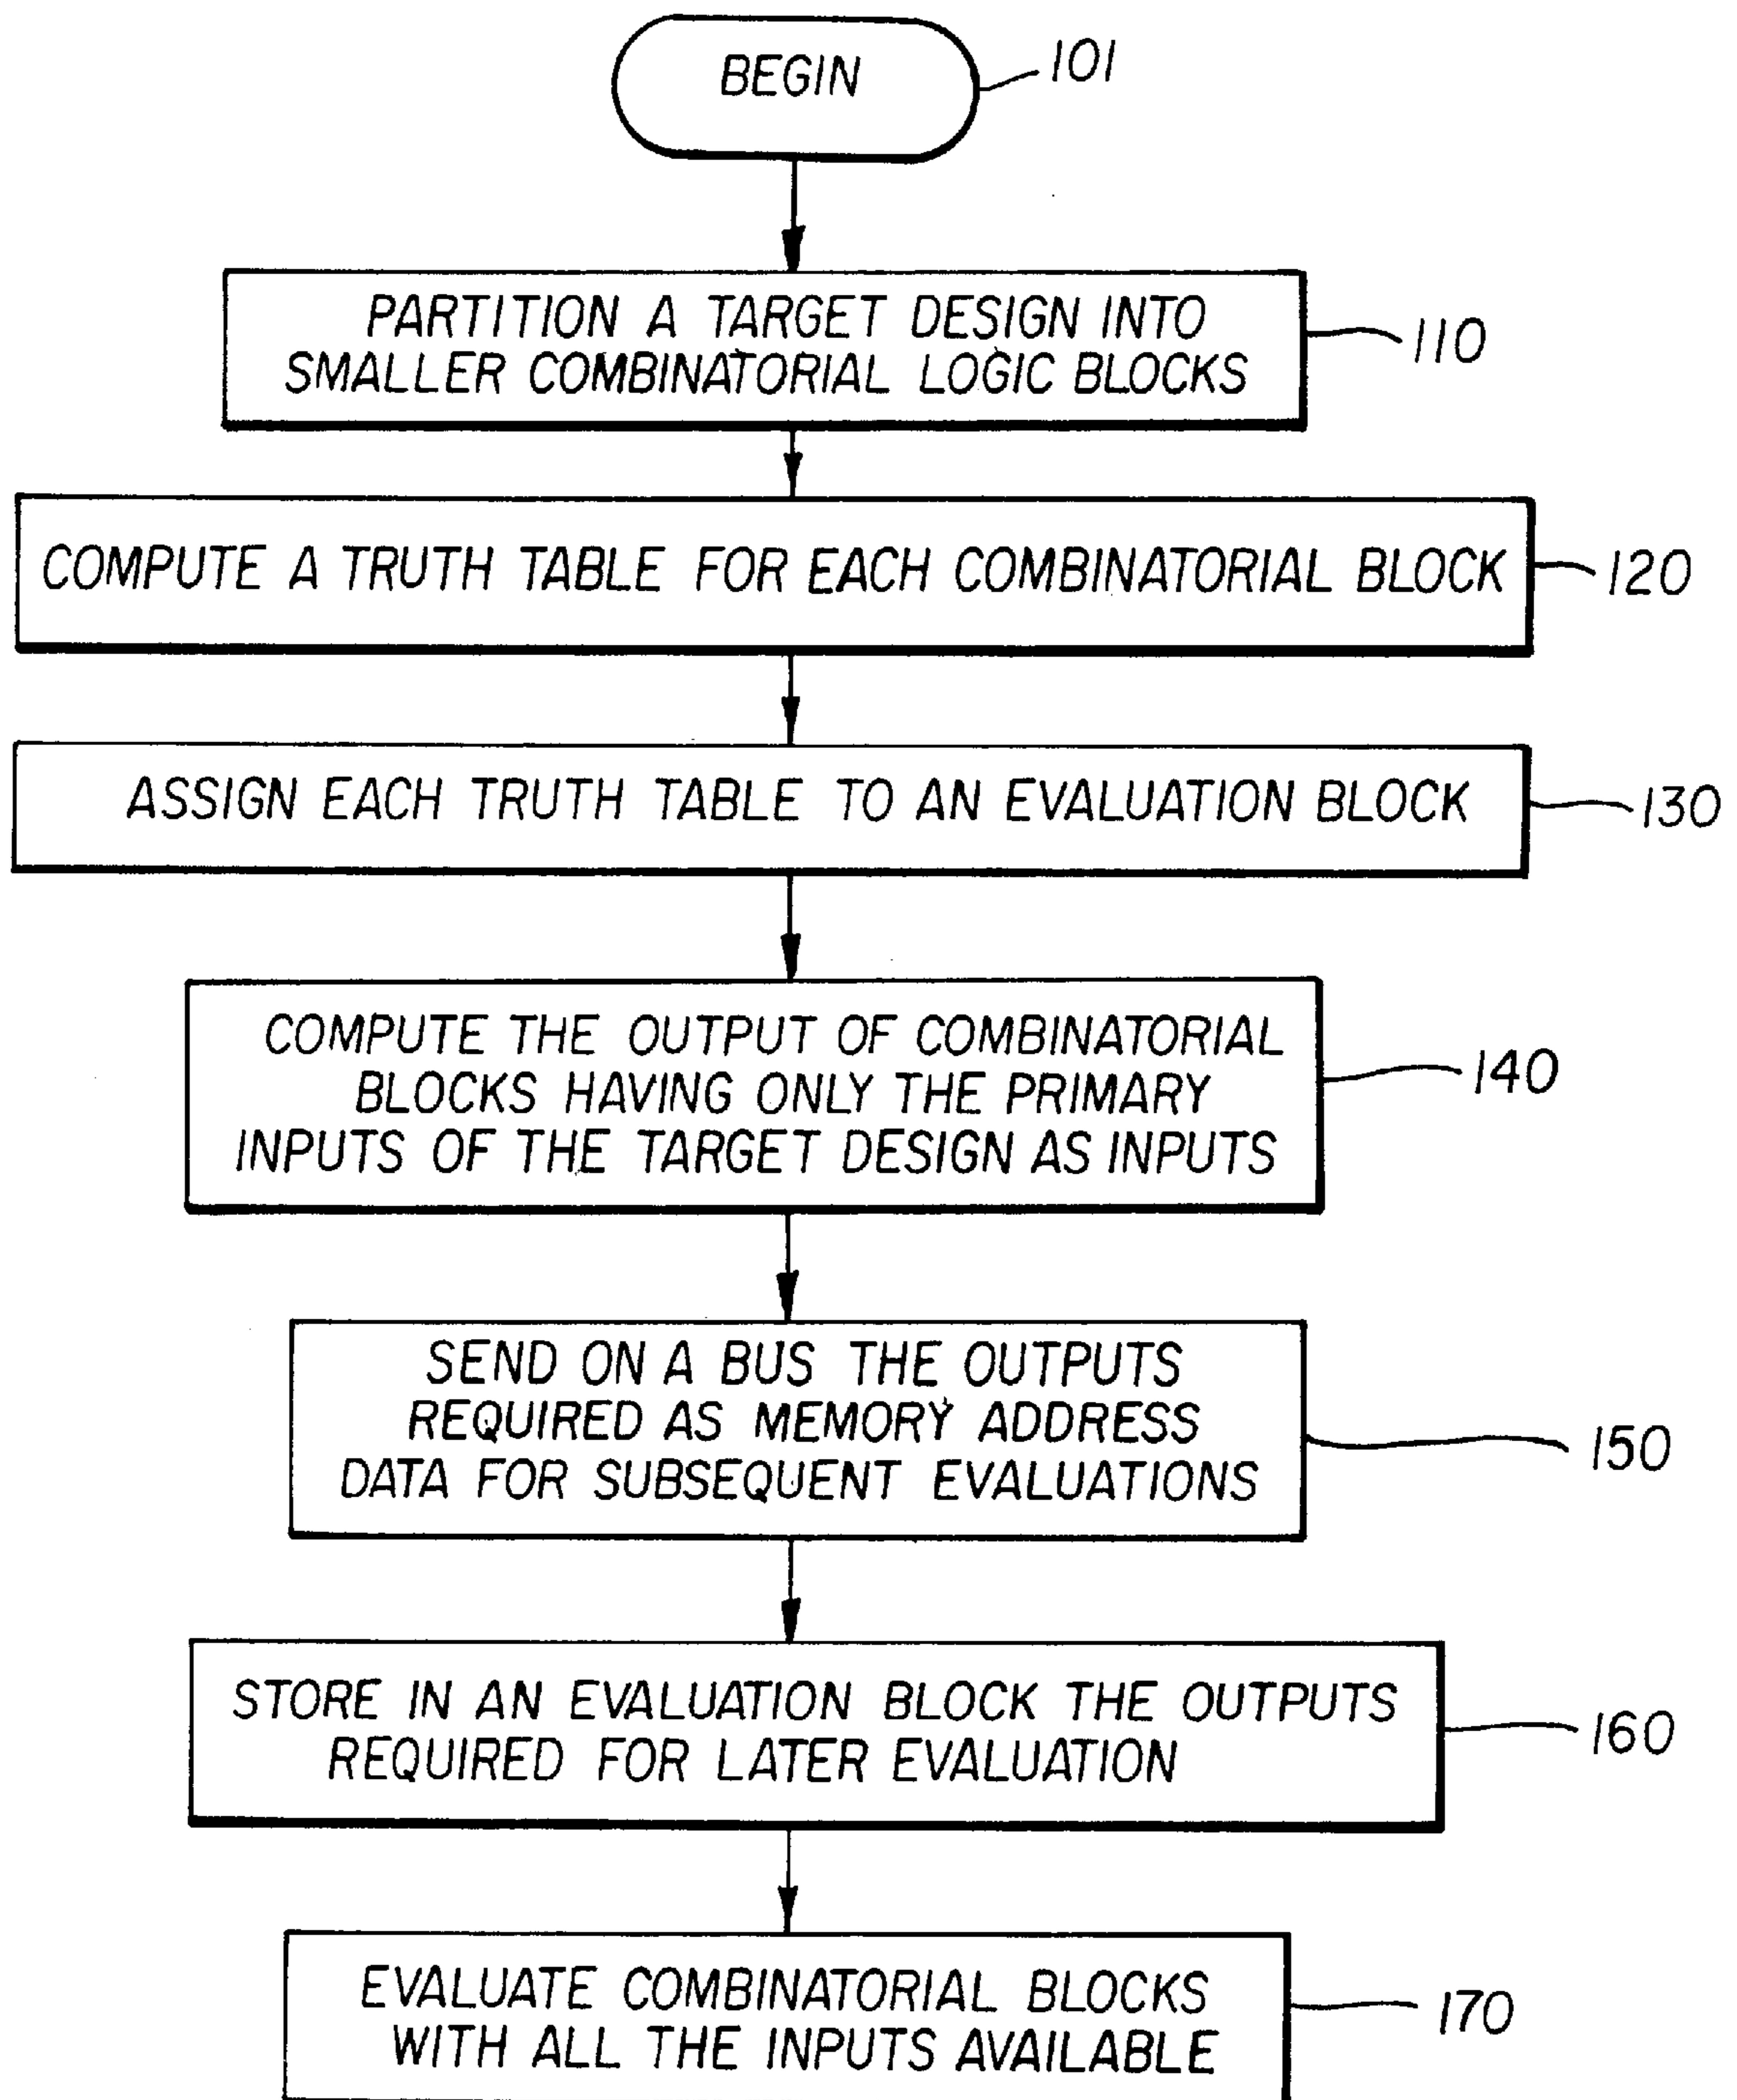 BEGIN
101
PARTITION A TARGET DESIGN INTO
SMALLER COMBINATORIAL LOGIC BLOCKS
110
COMPUTE A TRUTH TABLE FOR EACH COMBINATORIAL BLOCK
120
ASSIGN EACH TRUTH TABLE TO AN EVALUATION BLOCK
130
COMPUTE THE OUTPUT OF COMBINATORIAL
BLOCKS HAVING ONLY THE PRIMARY
INPUTS OF THE TARGET DESIGN AS INPUTS
140
SEND ON A BUS THE OUTPUTS
REQUIRED AS MEMORY ADDRESS
DATA FOR SUBSEQUENT EVALUATIONS
150
STORE IN AN EVALUATION BLOCK THE OUTPUTS
REQUIRED FOR LATER EVALUATION
160
EVALUATE COMBINATORIAL BLOCKS
WITH ALL THE INPUTS AVAILABLE
170